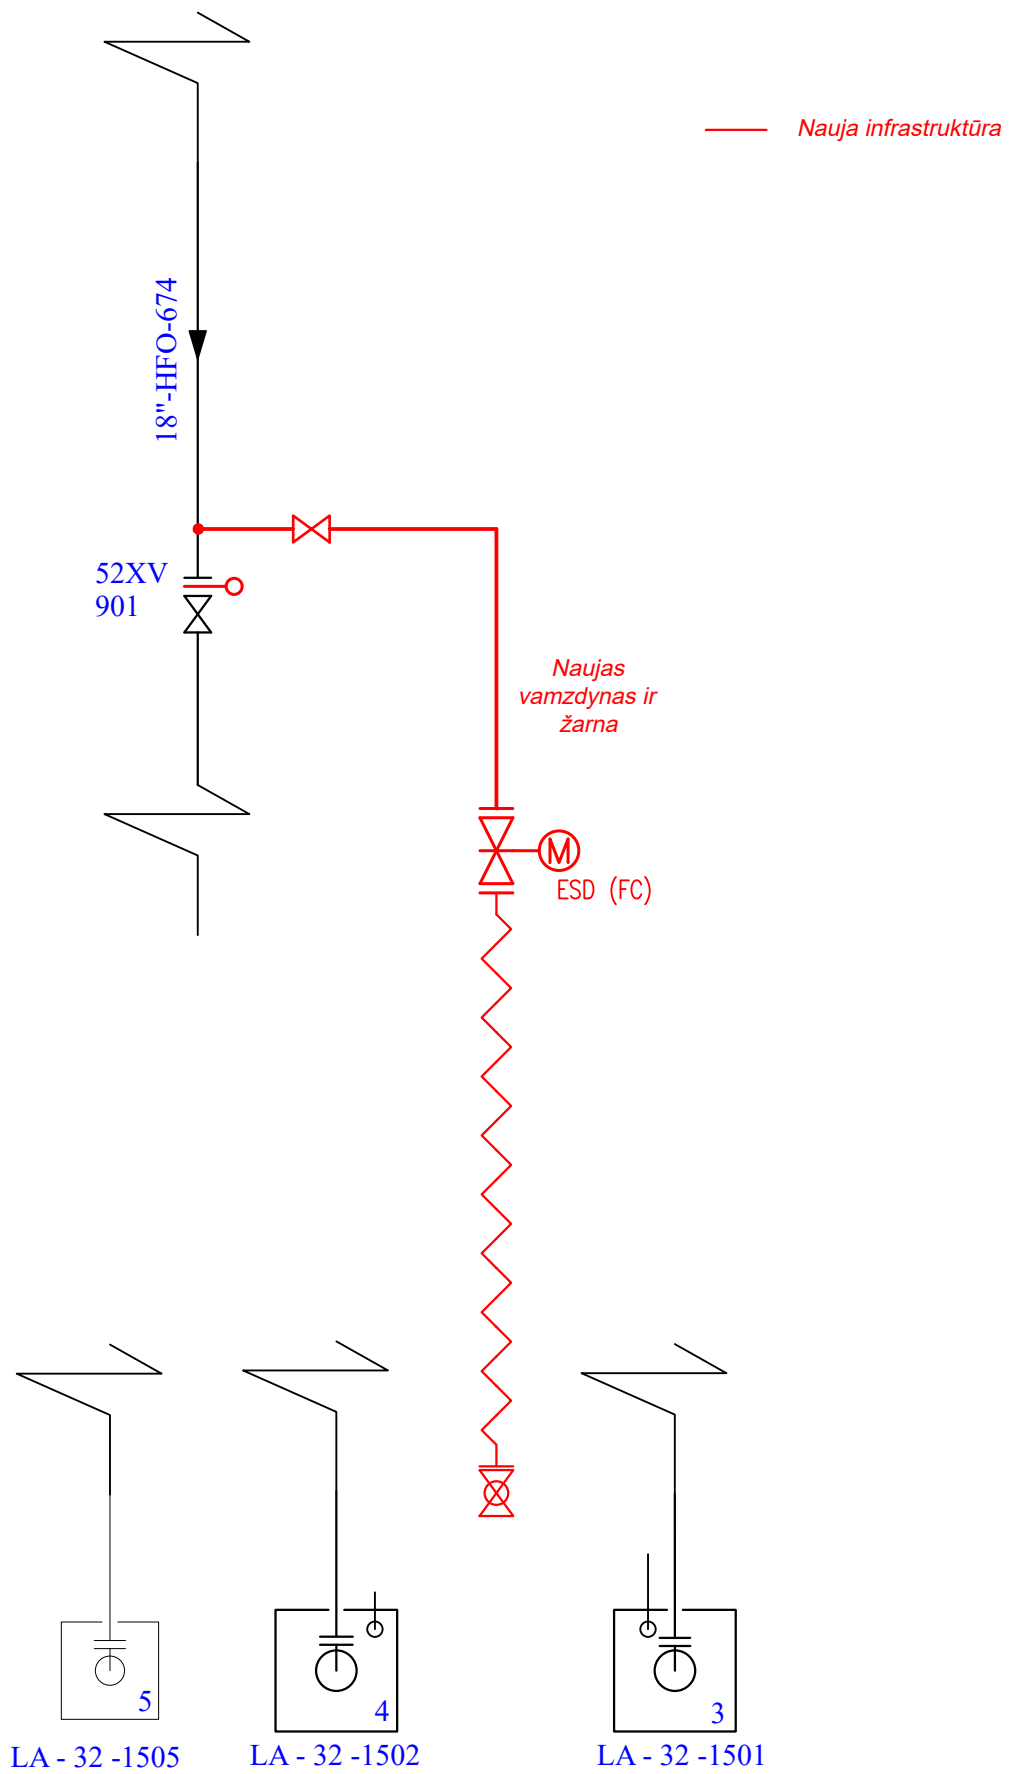 Nauja infrastruktūra
18"-HFO-674
52XV
901
Naujas
vamzdynas ir
žarna
M
ESD (FC)
5
4
3
LA - 32 -1505
LA - 32 -1502
LA - 32 -1501